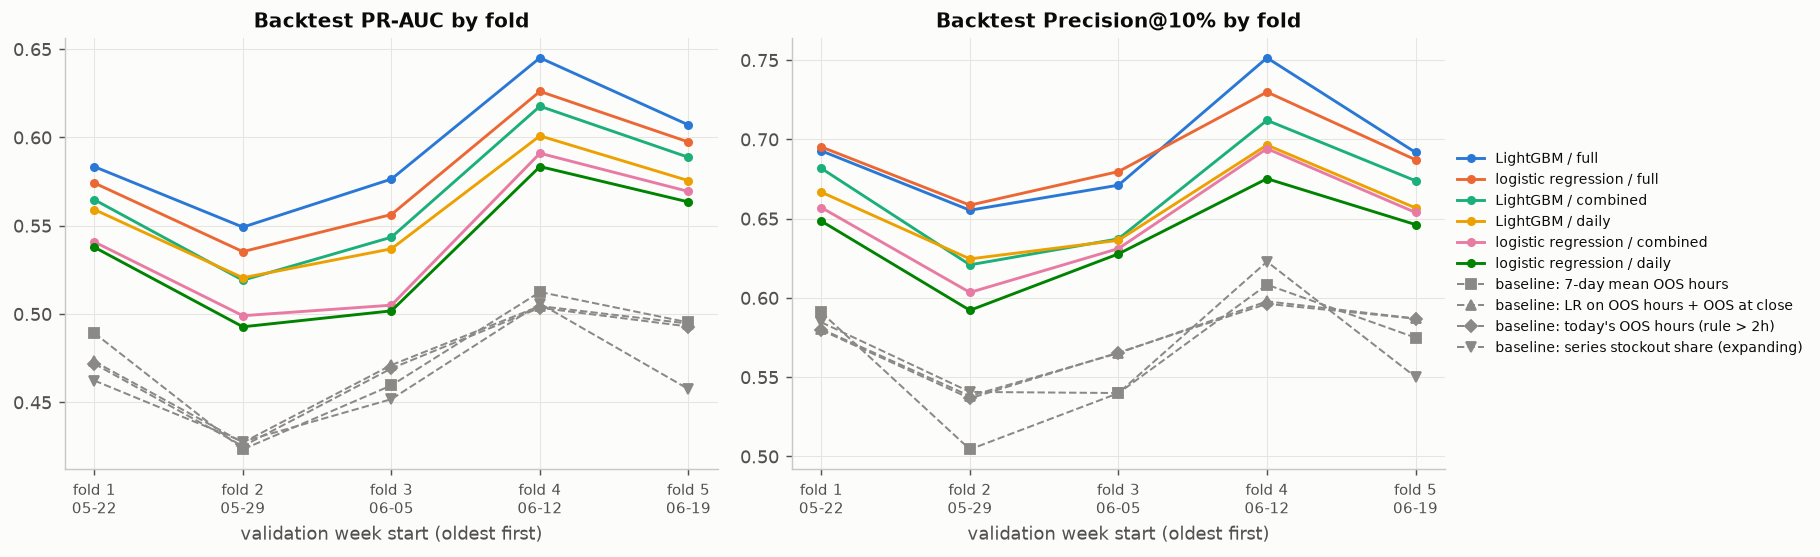 Backtest PR-AUC by fold
0.65
0.60
0.55
0.50
0.45
fold 1
05-22
fold 2
05-29
fold 3
06-05
fold 4
06-12
fold 5
06-19
validation week start (oldest first)
Backtest Precision@10% by fold
0.75
0.70
0.65
0.60
0.55
0.50
fold 1
05-22
fold 2
05-29
fold 3
06-05
fold 4
06-12
fold 5
06-19
validation week start (oldest first)
LightGBM / full
logistic regression / full
LightGBM / combined
LightGBM / daily
logistic regression / combined
logistic regression / daily
baseline: 7-day mean OOS hours
baseline: LR on OOS hours + OOS at close
baseline: today's OOS hours (rule > 2h)
baseline: series stockout share (expanding)